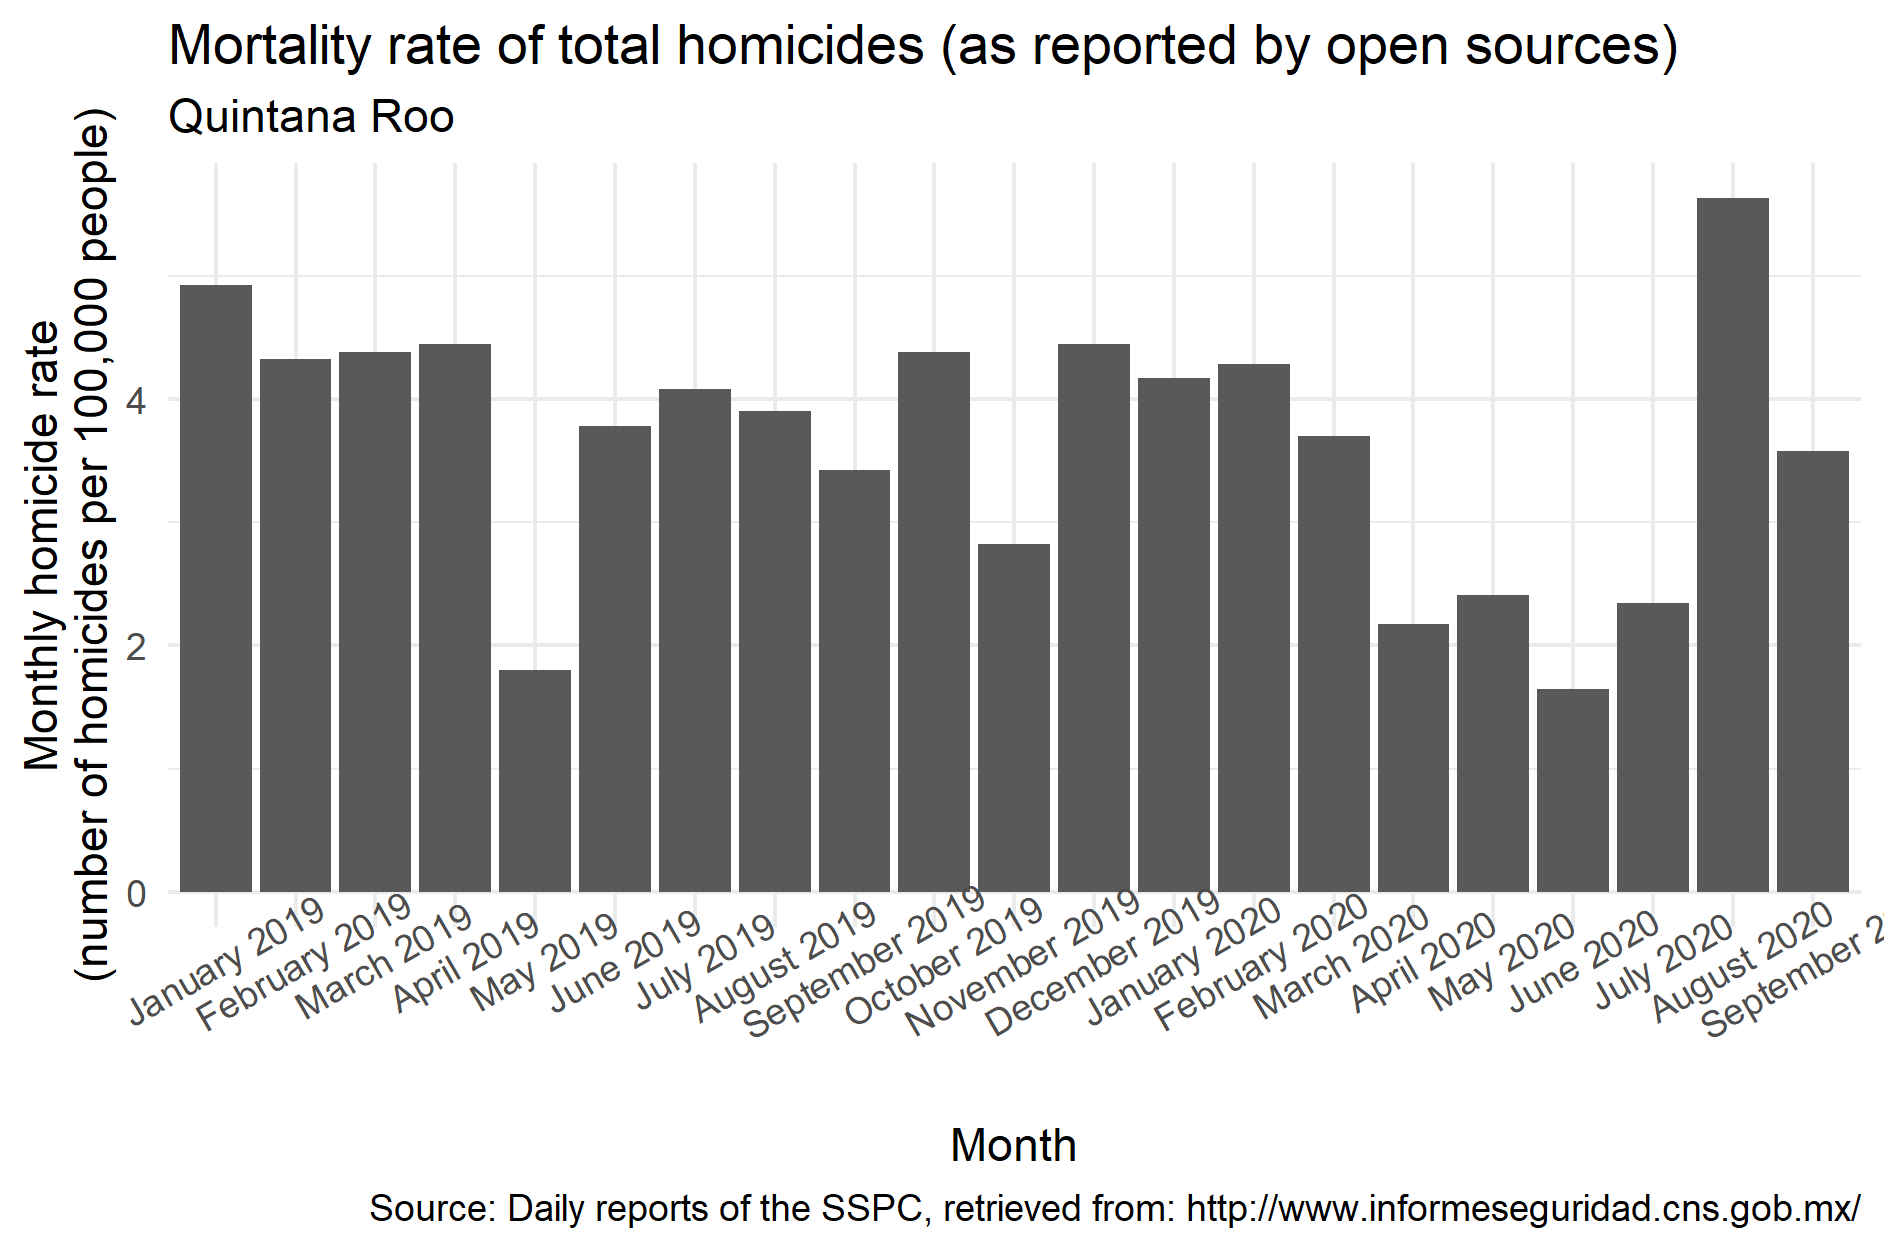 Mortality rate of total homicides (as reported by open sources)
Quintana Roo
Monthly homicide rate
(number of homicides per 100,000 people)
4
2
0
January 2019
February 2019
March 2019
April 2019
May 2019
June 2019
July 2019
August 2019
September 2019
October 2019
November 2019
December 2019
January 2020
February 2020
March 2020
April 2020
May 2020
June 2020
July 2020
August 2020
September
Month
Source: Daily reports of the SSPC, retrieved from: http://www.informeseguridad.cns.gob.mx/